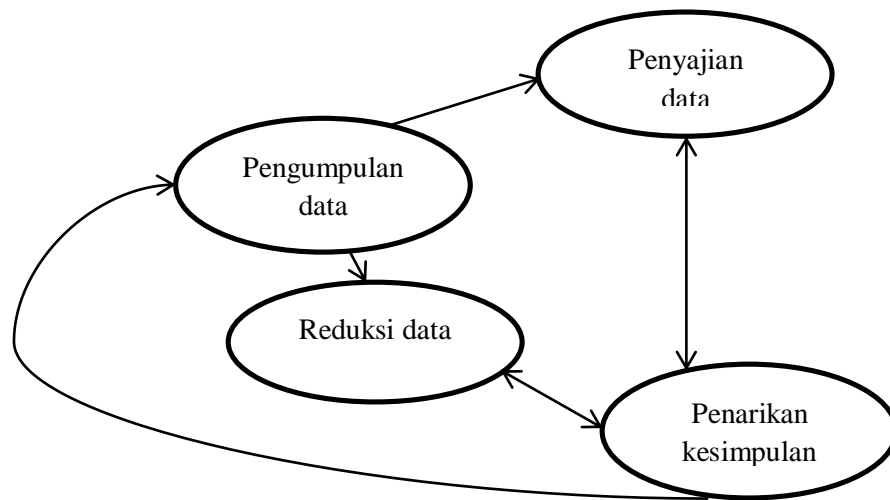 Penyajian
data
Pengumpulan
data
Reduksi data
Penarikan
kesimpulan